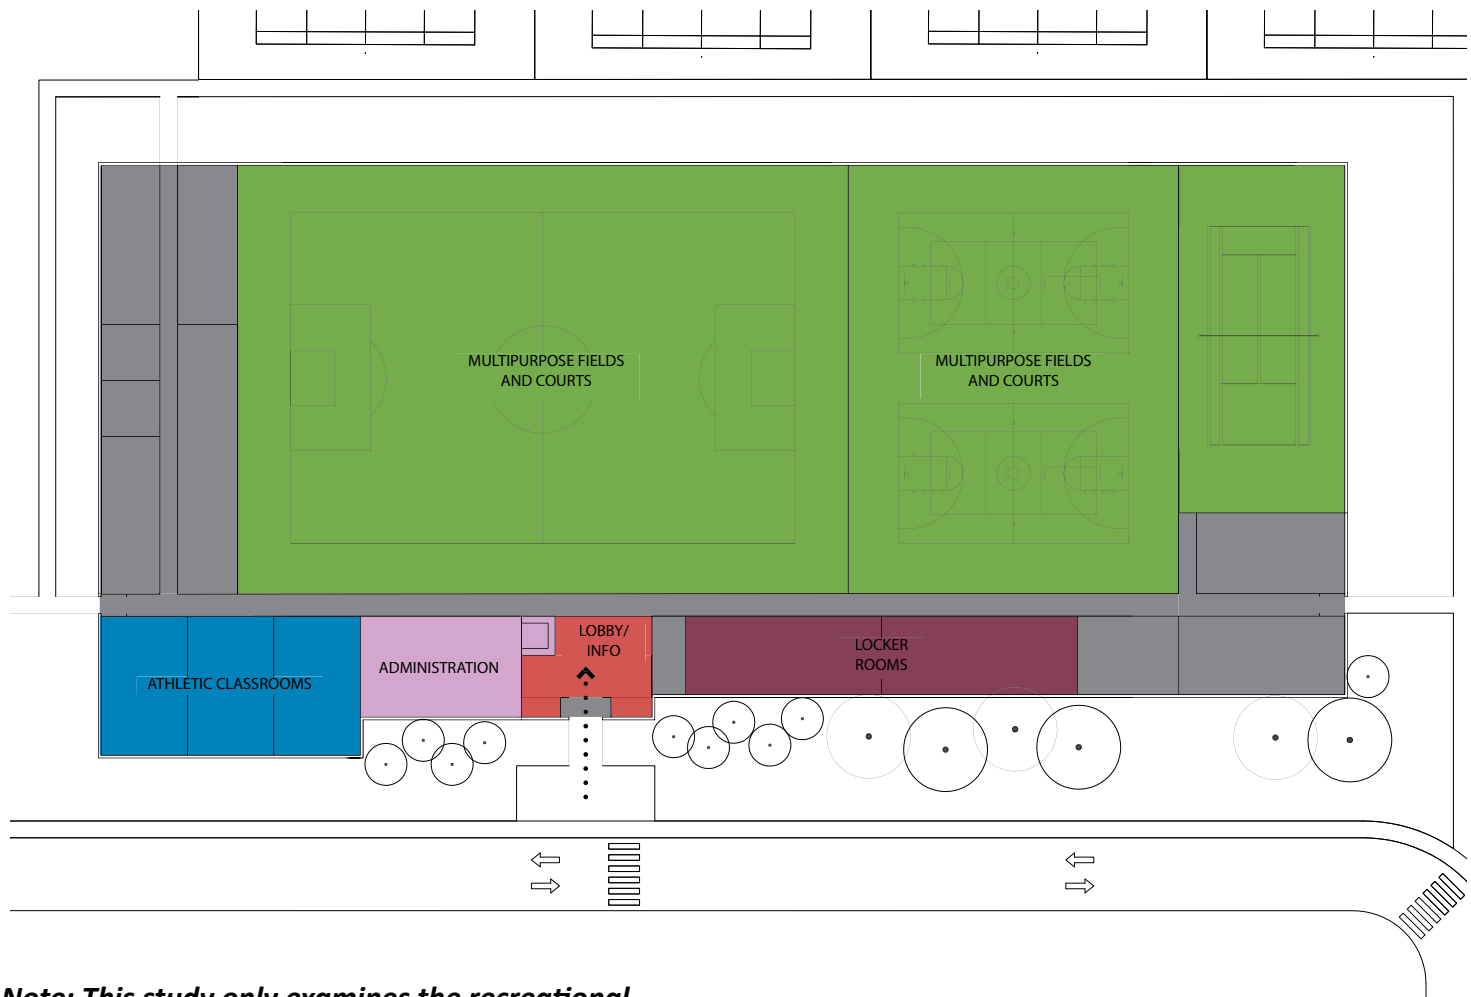 MULTIPURPOSE FIELDS
AND COURTS
MULTIPURPOSE FIELDS
AND COURTS
LOBBY/
INFO
LOCKER
ROOMS
ADMINISTRATION
ATHLETIC CLASSROOMS
Note: This study only examines the recreational